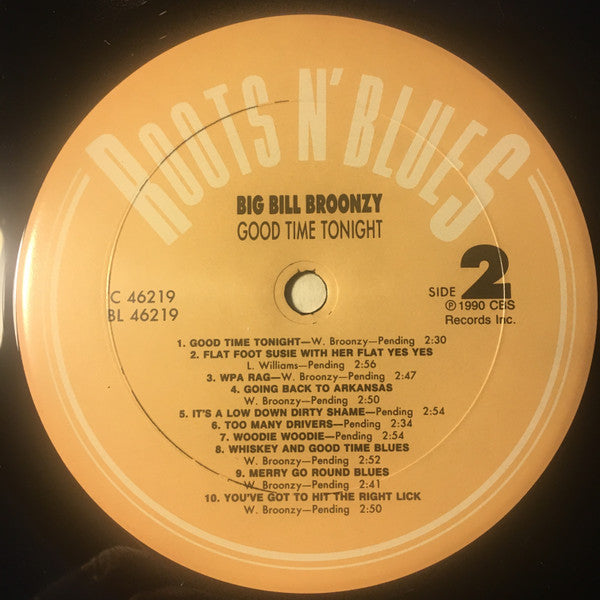 ROOTS N' BLUES
BIG BILL BROONZY
GOOD TIME TONIGHT
C 46219
BL 46219
SIDE 2
℗ 1990 CBS
Records Inc.
1. GOOD TIME TONIGHT—W. Broonzy—Pending 2:30
2. FLAT FOOT SUSIE WITH HER FLAT YES YES
L. Williams—Pending 2:56
3. WPA RAG—W. Broonzy—Pending 2:47
4. GOING BACK TO ARKANSAS
W. Broonzy—Pending 2:50
5. IT'S A LOW DOWN DIRTY SHAME—Pending 2:54
6. TOO MANY DRIVERS—Pending 2:34
7. WOODIE WOODIE—Pending 2:54
8. WHISKEY AND GOOD TIME BLUES
W. Broonzy—Pending 2:52
9. MERRY GO ROUND BLUES
W. Broonzy—Pending 2:41
10. YOU'VE GOT TO HIT THE RIGHT LICK
W. Broonzy—Pending 2:50